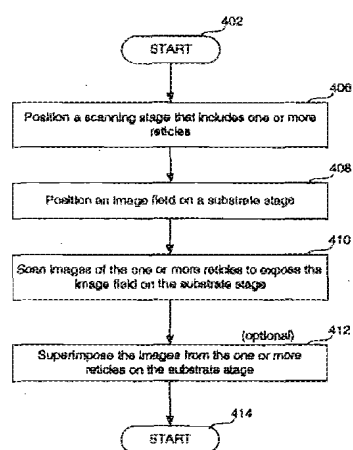 402
START
406
Position a scanning stage that includes one or more
reticles
408
Position an image field on a substrate stage
410
Scan images of the one or more reticles to expose the
image field on the substrate stage
(optional)
412
Superimpose the images from the one or more
reticles on the substrate stage
414
START